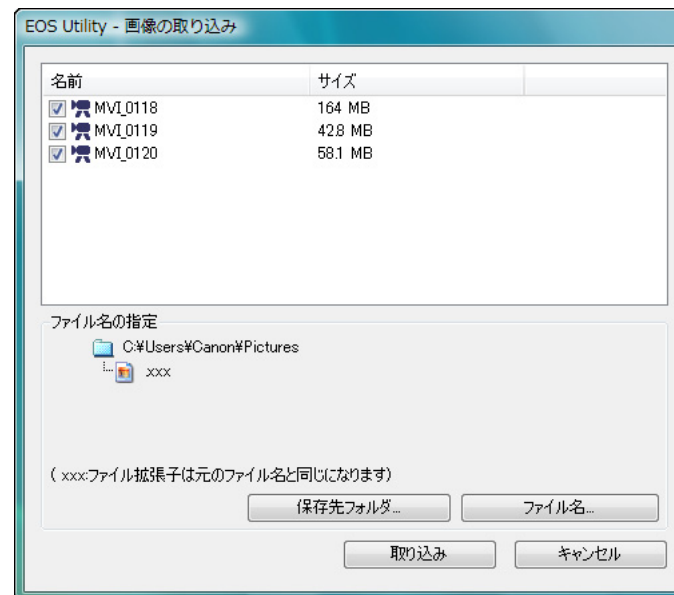 EOS Utility - 画像の取り込み
名前 サイズ
MVI_0118 164 MB
MVI_0119 42.8 MB
MVI_0120 58.1 MB
ファイル名の指定
C:¥Users¥Canon¥Pictures
xxx
( xxx:ファイル拡張子は元のファイル名と同じになります)
保存先フォルダ... ファイル名...
取り込み キャンセル